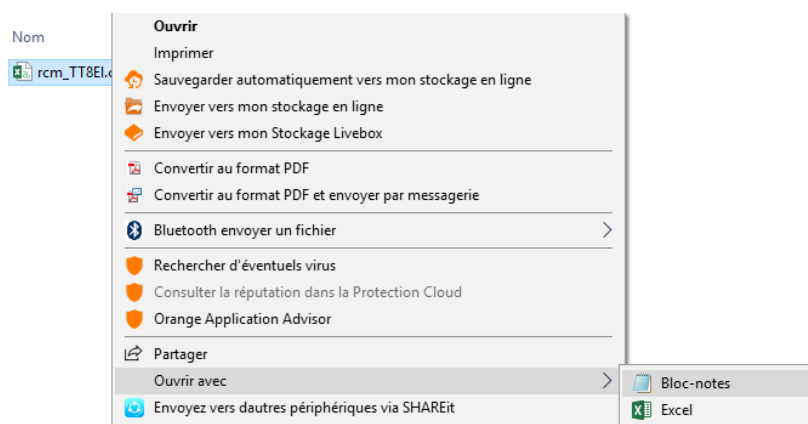 Nom
rcm_TT8EI.c
Ouvrir
Imprimer
Sauvegarder automatiquement vers mon stockage en ligne
Envoyer vers mon stockage en ligne
Envoyer vers mon Stockage Livebox
Convertir au format PDF
Convertir au format PDF et envoyer par messagerie
Bluetooth envoyer un fichier
Rechercher d'éventuels virus
Consulter la réputation dans la Protection Cloud
Orange Application Advisor
Partager
Ouvrir avec
Bloc-notes
Envoyez vers dautres périphériques via SHAREit
Excel